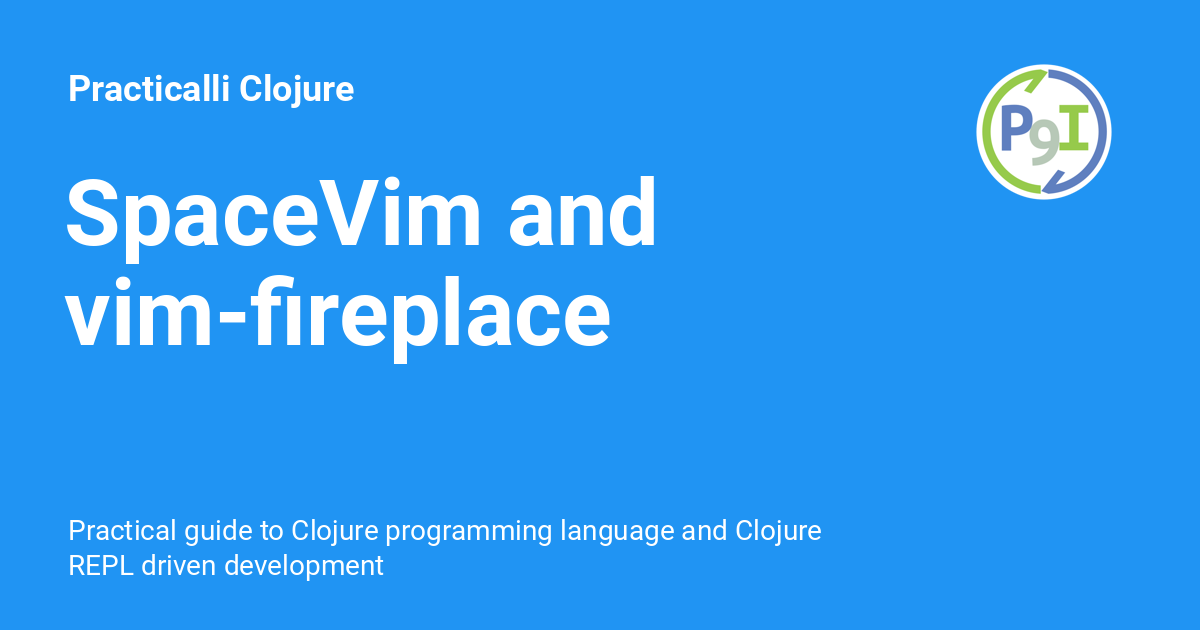 Practicalli Clojure
P9I
SpaceVim and
vim-fireplace
Practical guide to Clojure programming language and Clojure
REPL driven development